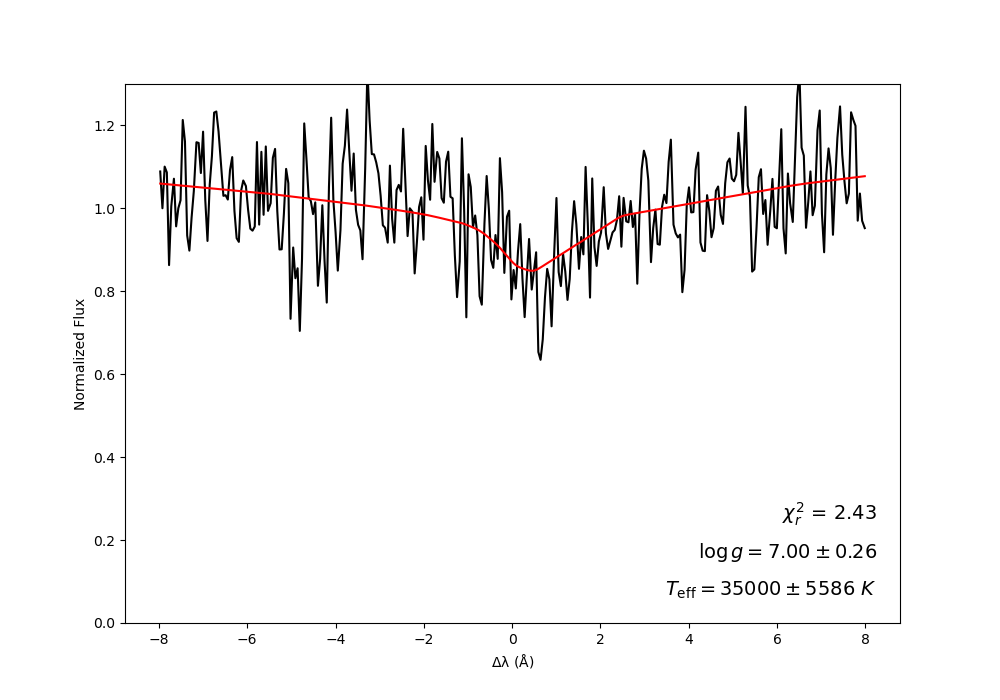 1.2
1.0
0.8
0.6
0.4
0.2
0.0
Normalized Flux
χ²ᵣ = 2.43
log g = 7.00 ± 0.26
T_eff = 35000 ± 5586 K
−8 −6 −4 −2 0 2 4 6 8
Δλ (Å)